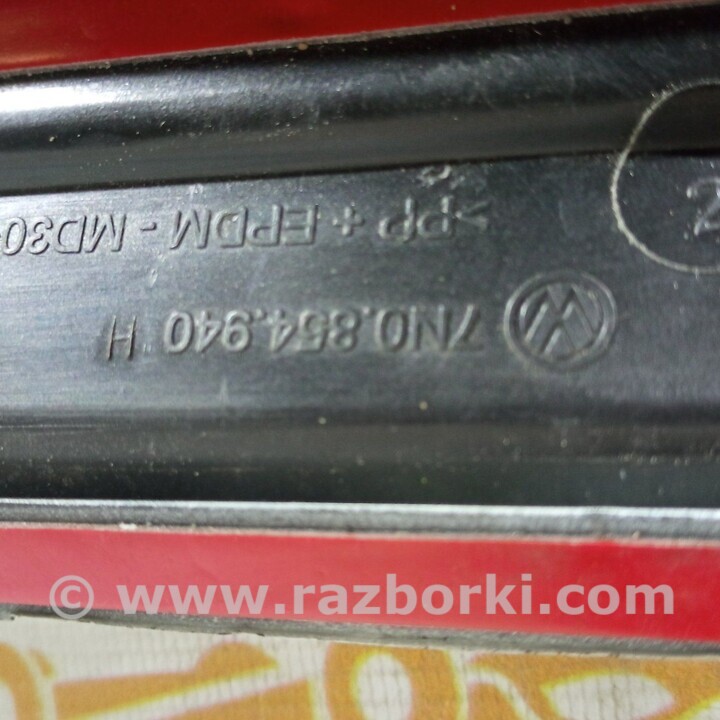 7N0.854.940 H
>PP + EPDM - MD30
2
© www.razborki.com